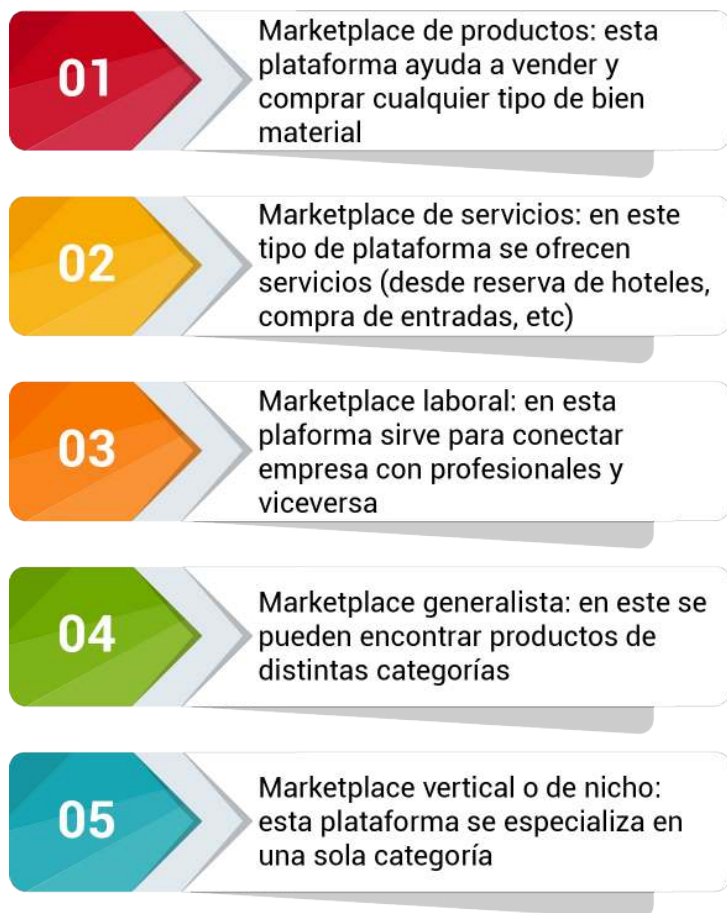 01
Marketplace de productos: esta
plataforma ayuda a vender y
comprar cualquier tipo de bien
material
02
Marketplace de servicios: en este
tipo de plataforma se ofrecen
servicios (desde reserva de hoteles,
compra de entradas, etc)
03
Marketplace laboral: en esta
plaforma sirve para conectar
empresa con profesionales y
viceversa
04
Marketplace generalista: en este se
pueden encontrar productos de
distintas categorías
05
Marketplace vertical o de nicho:
esta plataforma se especializa en
una sola categoría